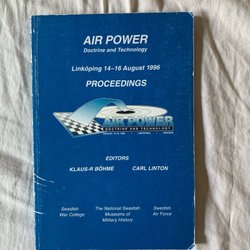 AIR POWER
Doctrine and Technology
Linköping 14–16 August 1996
PROCEEDINGS
AIR POWER
DOCTRINE AND TECHNOLOGY
EDITORS
KLAUS-R BÖHME CARL LINTON
Swedish War College
The National Swedish Museums of Military History
Swedish Air Force